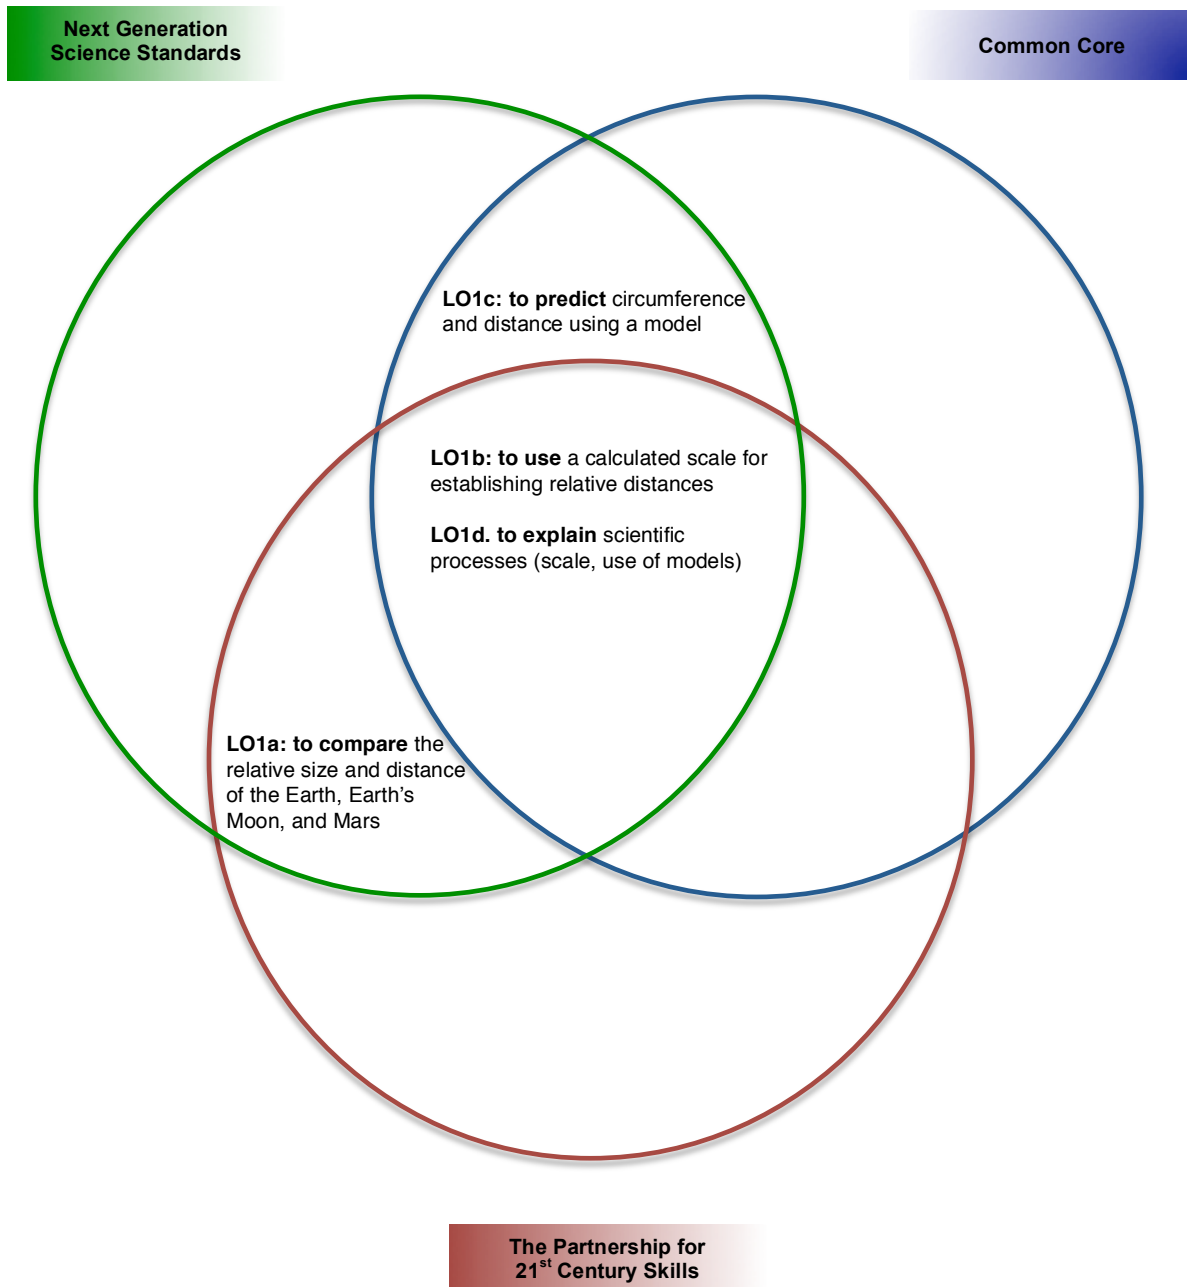 Next Generation
Science Standards
Common Core
LO1c: to predict circumference
and distance using a model
LO1b: to use a calculated scale for
establishing relative distances
LO1d. to explain scientific
processes (scale, use of models)
LO1a: to compare the
relative size and distance
of the Earth, Earth’s
Moon, and Mars
The Partnership for
21st Century Skills